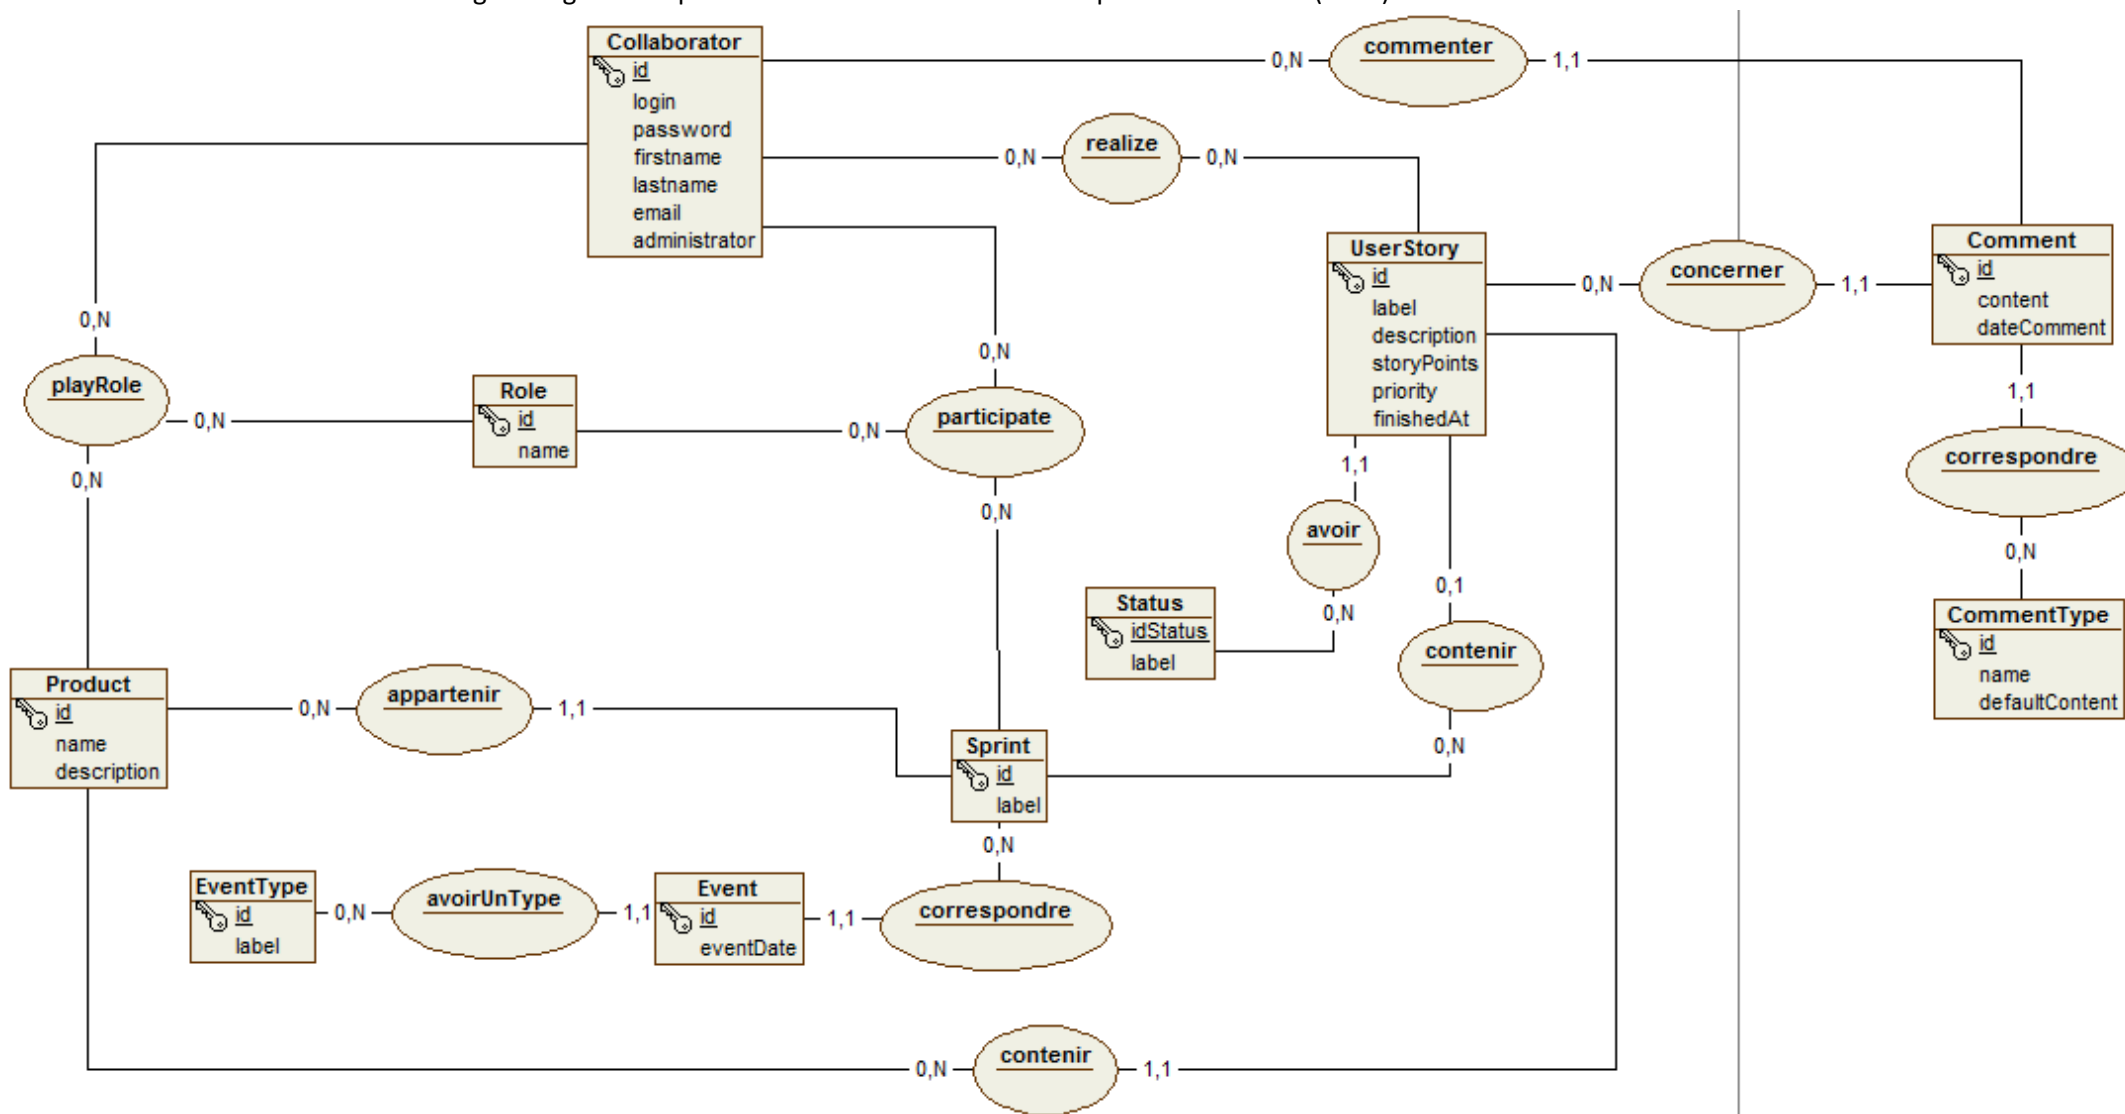 Collaborator
id
login
password
firstname
lastname
email
administrator
0,N
commenter
1,1
0,N
realize
0,N
UserStory
id
label
description
storyPoints
priority
finishedAt
0,N
concerner
1,1
Comment
id
content
dateComment
0,N
playRole
0,N
0,N
Role
id
name
0,N
participate
0,N
0,N
1,1
correspondre
0,N
CommentType
id
name
defaultContent
1,1
avoir
0,N
Status
idStatus
label
0,1
contenir
0,N
Product
id
name
description
0,N
appartenir
1,1
Sprint
id
label
0,N
EventType
id
label
0,N
avoirUnType
1,1
Event
id
eventDate
1,1
correspondre
0,N
contenir
1,1